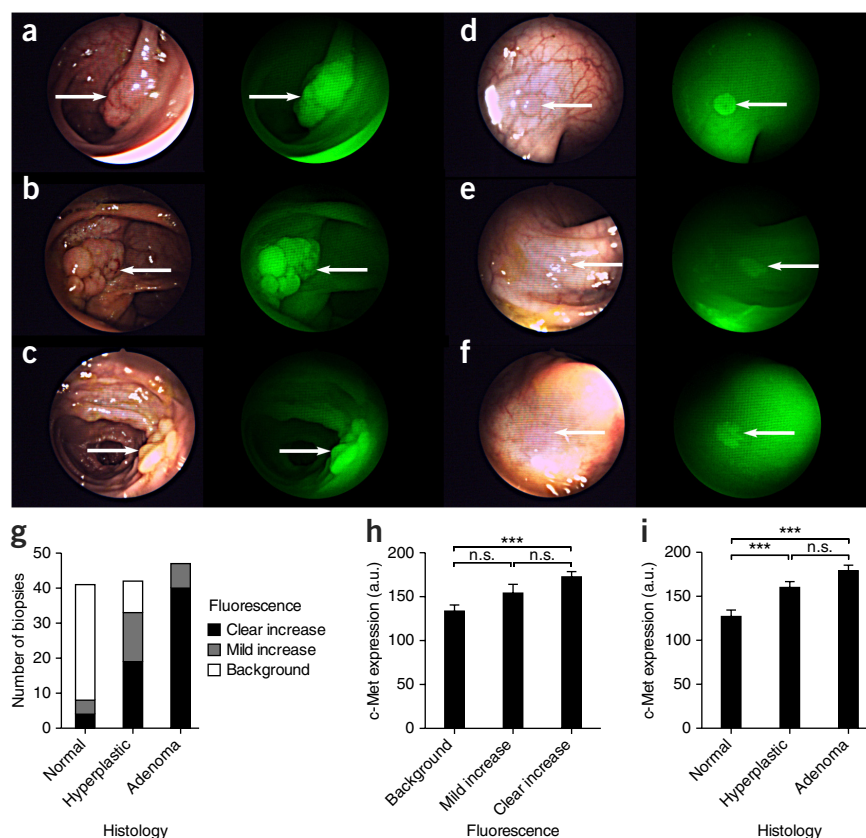 a
d
b
e
c
f
g
50
40
30
20
10
0
Number of biopsies
Normal
Hyperplastic
Adenoma
Histology
Fluorescence
Clear increase
Mild increase
Background
h
***
n.s.
n.s.
200
150
100
50
0
c-Met expression (a.u.)
Background
Mild increase
Clear increase
Fluorescence
i
***
***
n.s.
200
150
100
50
0
c-Met expression (a.u.)
Normal
Hyperplastic
Adenoma
Histology